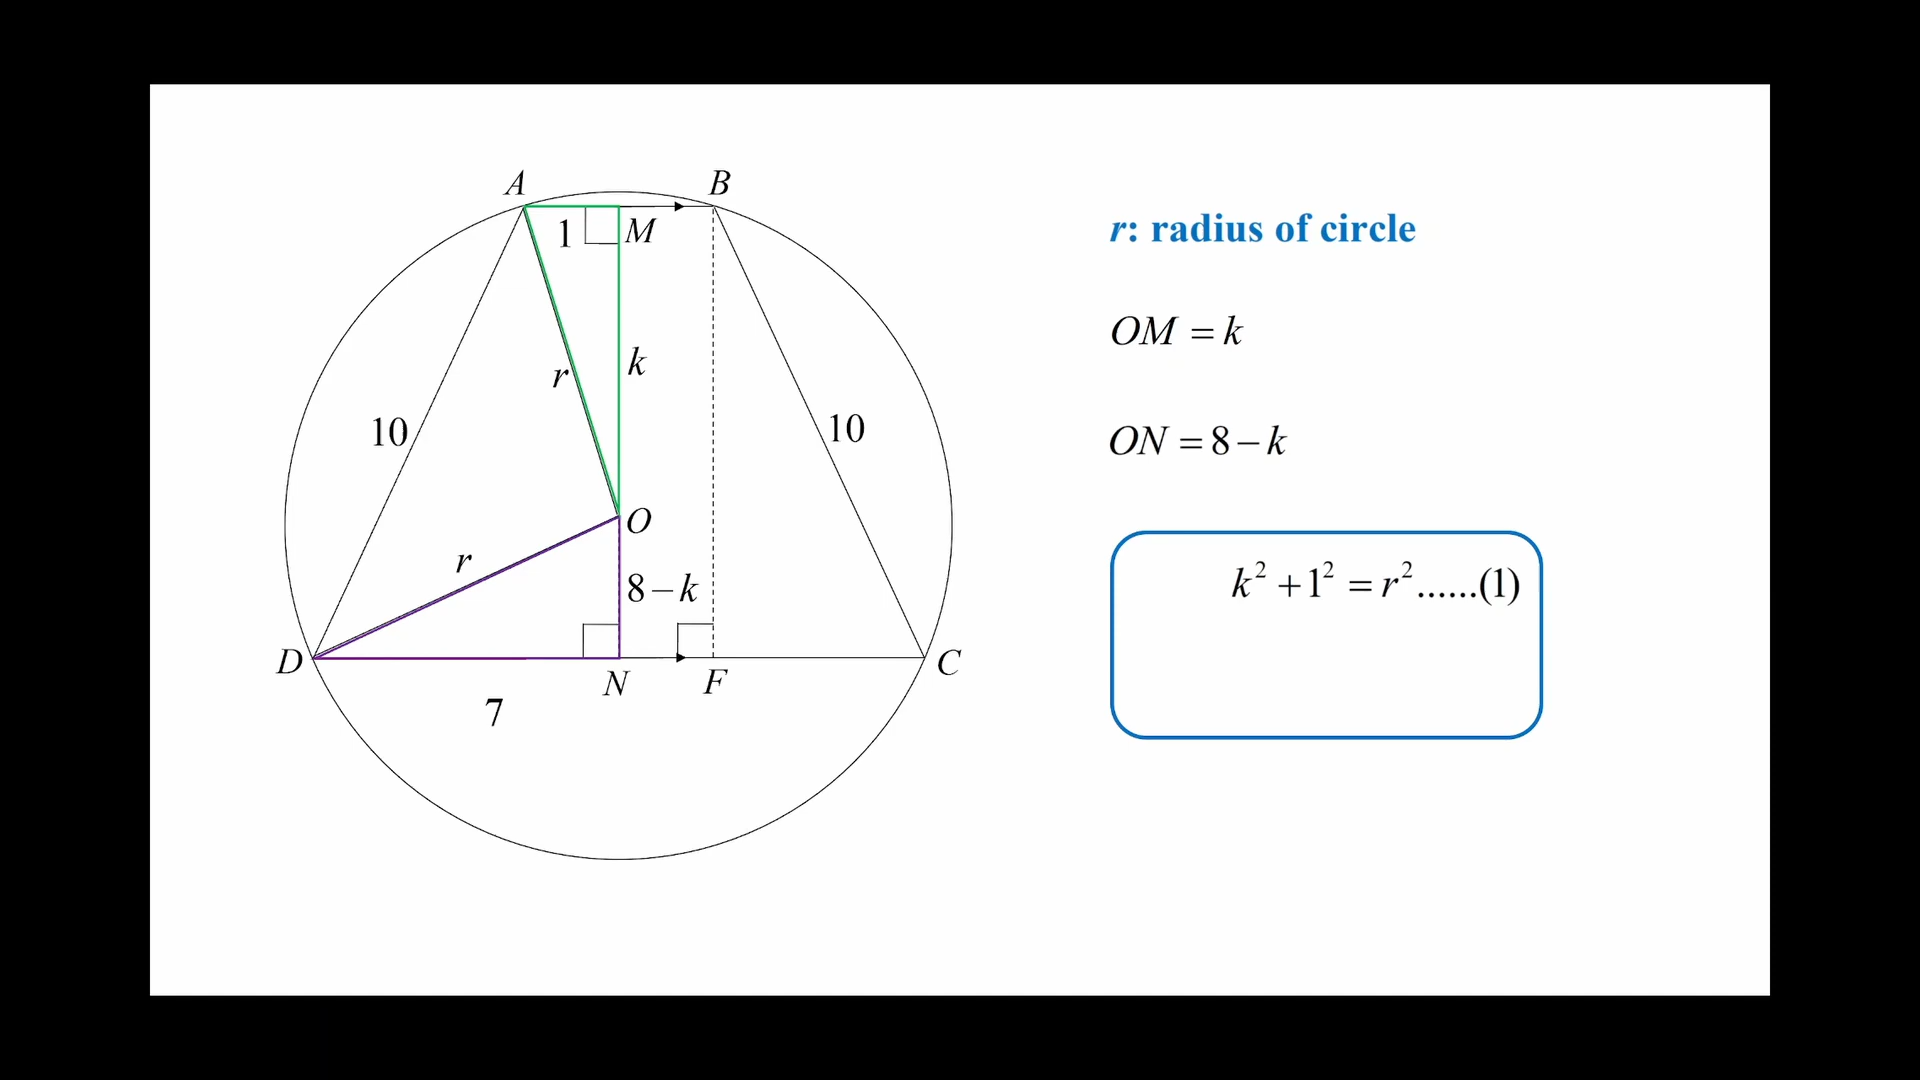 A B
1 M
r: radius of circle
OM = k
r k
10 10
ON = 8 – k
O
r
8 – k
k² + 1² = r² ......(1)
D N F C
7